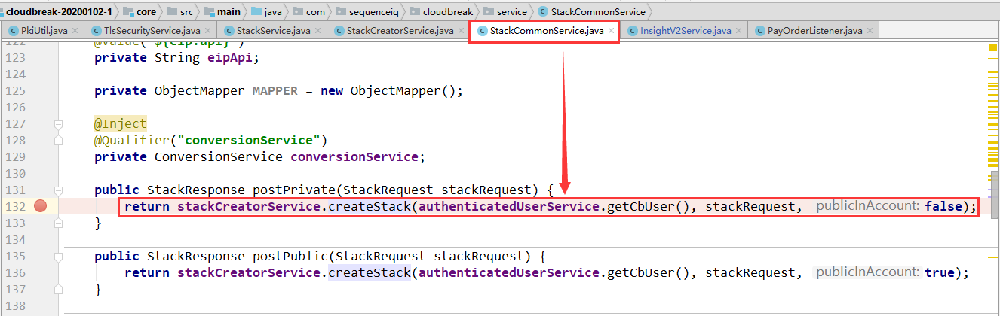 cloudbreak-20200102-1 core src main java com sequenceiq cloudbreak service StackCommonService
PkiUtil.java TlsSecurityService.java StackService.java StackCreatorService.java StackCommonService.java InsightV2Service.java PayOrderListener.java
122 @Value("${eip.api}")
123 private String eipApi;
124
125 private ObjectMapper MAPPER = new ObjectMapper();
126
127 @Inject
128 @Qualifier("conversionService")
129 private ConversionService conversionService;
130
131 public StackResponse postPrivate(StackRequest stackRequest) {
132 return stackCreatorService.createStack(authenticatedUserService.getCbUser(), stackRequest, publicInAccount: false);
133 }
134
135 public StackResponse postPublic(StackRequest stackRequest) {
136 return stackCreatorService.createStack(authenticatedUserService.getCbUser(), stackRequest, publicInAccount: true);
137 }
138